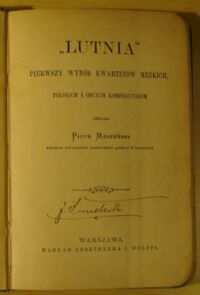 „LUTNIA"
PIERWSZY WYBÓR KWARTETÓW MĘZKICH,
POLSKICH I OBCYCH KOMPOZYTORÓW
PIOTR MASZYŃSKI
WARSZAWA.
NAKŁAD GEBETHNERA I WOLFFA.